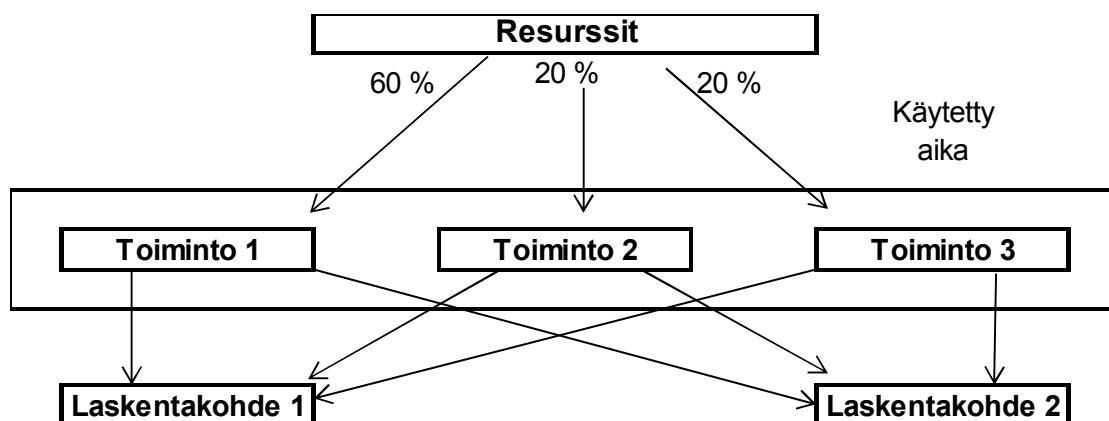 Resurssit
60 %
20 %
20 %
Käytetty
aika
Toiminto 1
Toiminto 2
Toiminto 3
Laskentakohde 1
Laskentakohde 2